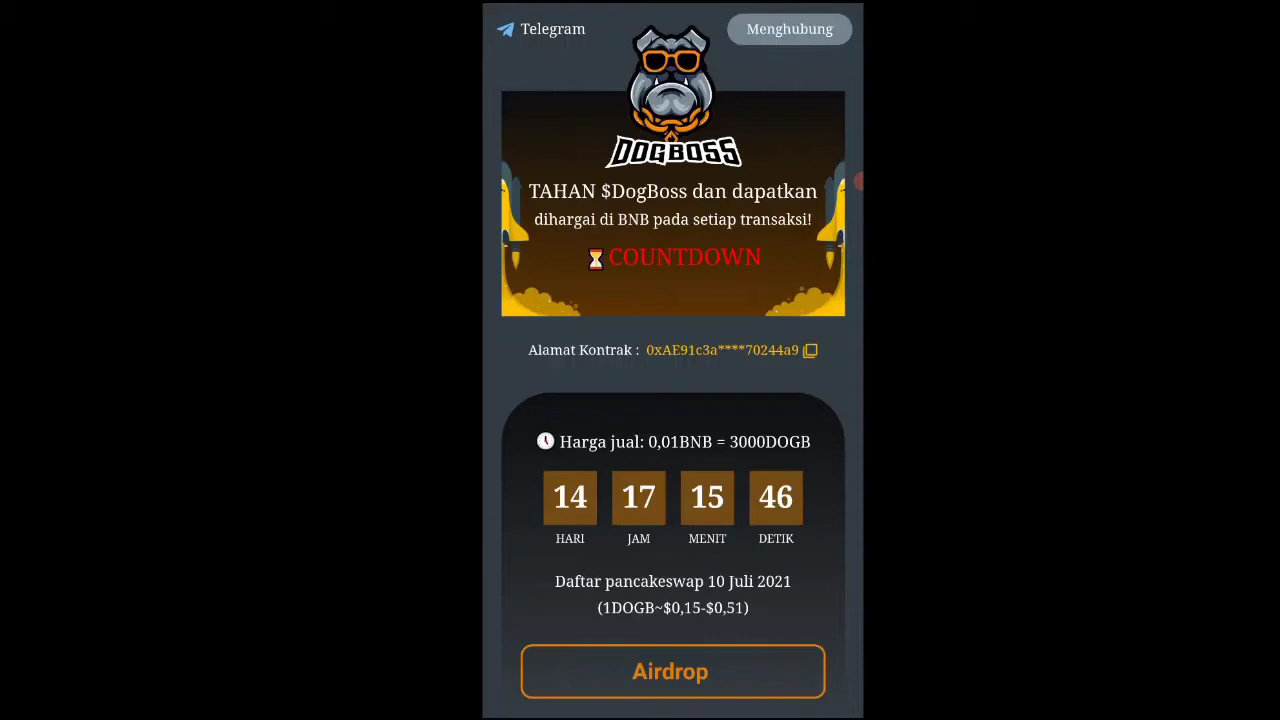 Telegram
Menghubung
DOGBOSS
TAHAN $DogBoss dan dapatkan
dihargai di BNB pada setiap transaksi!
⏳COUNTDOWN
Alamat Kontrak : 0xAE91c3a****70244a9
Harga jual: 0,01BNB = 3000DOGB
14 17 15 46
HARI JAM MENIT DETIK
Daftar pancakeswap 10 Juli 2021
(1DOGB~$0,15-$0,51)
Airdrop